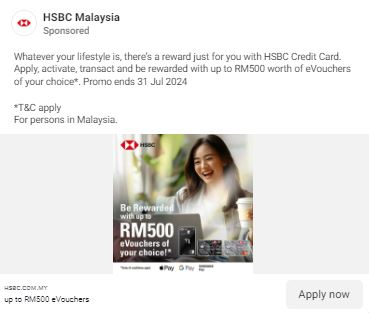 HSBC Malaysia
Sponsored
Whatever your lifestyle is, there's a reward just for you with HSBC Credit Card.
Apply, activate, transact and be rewarded with up to RM500 worth of eVouchers
of your choice*. Promo ends 31 Jul 2024
*T&C apply
For persons in Malaysia.
HSBC
Be Rewarded
with up to
RM500
eVouchers of
your choice!*
Pay
G Pay
HSBC.COM.MY
up to RM500 eVouchers
Apply now